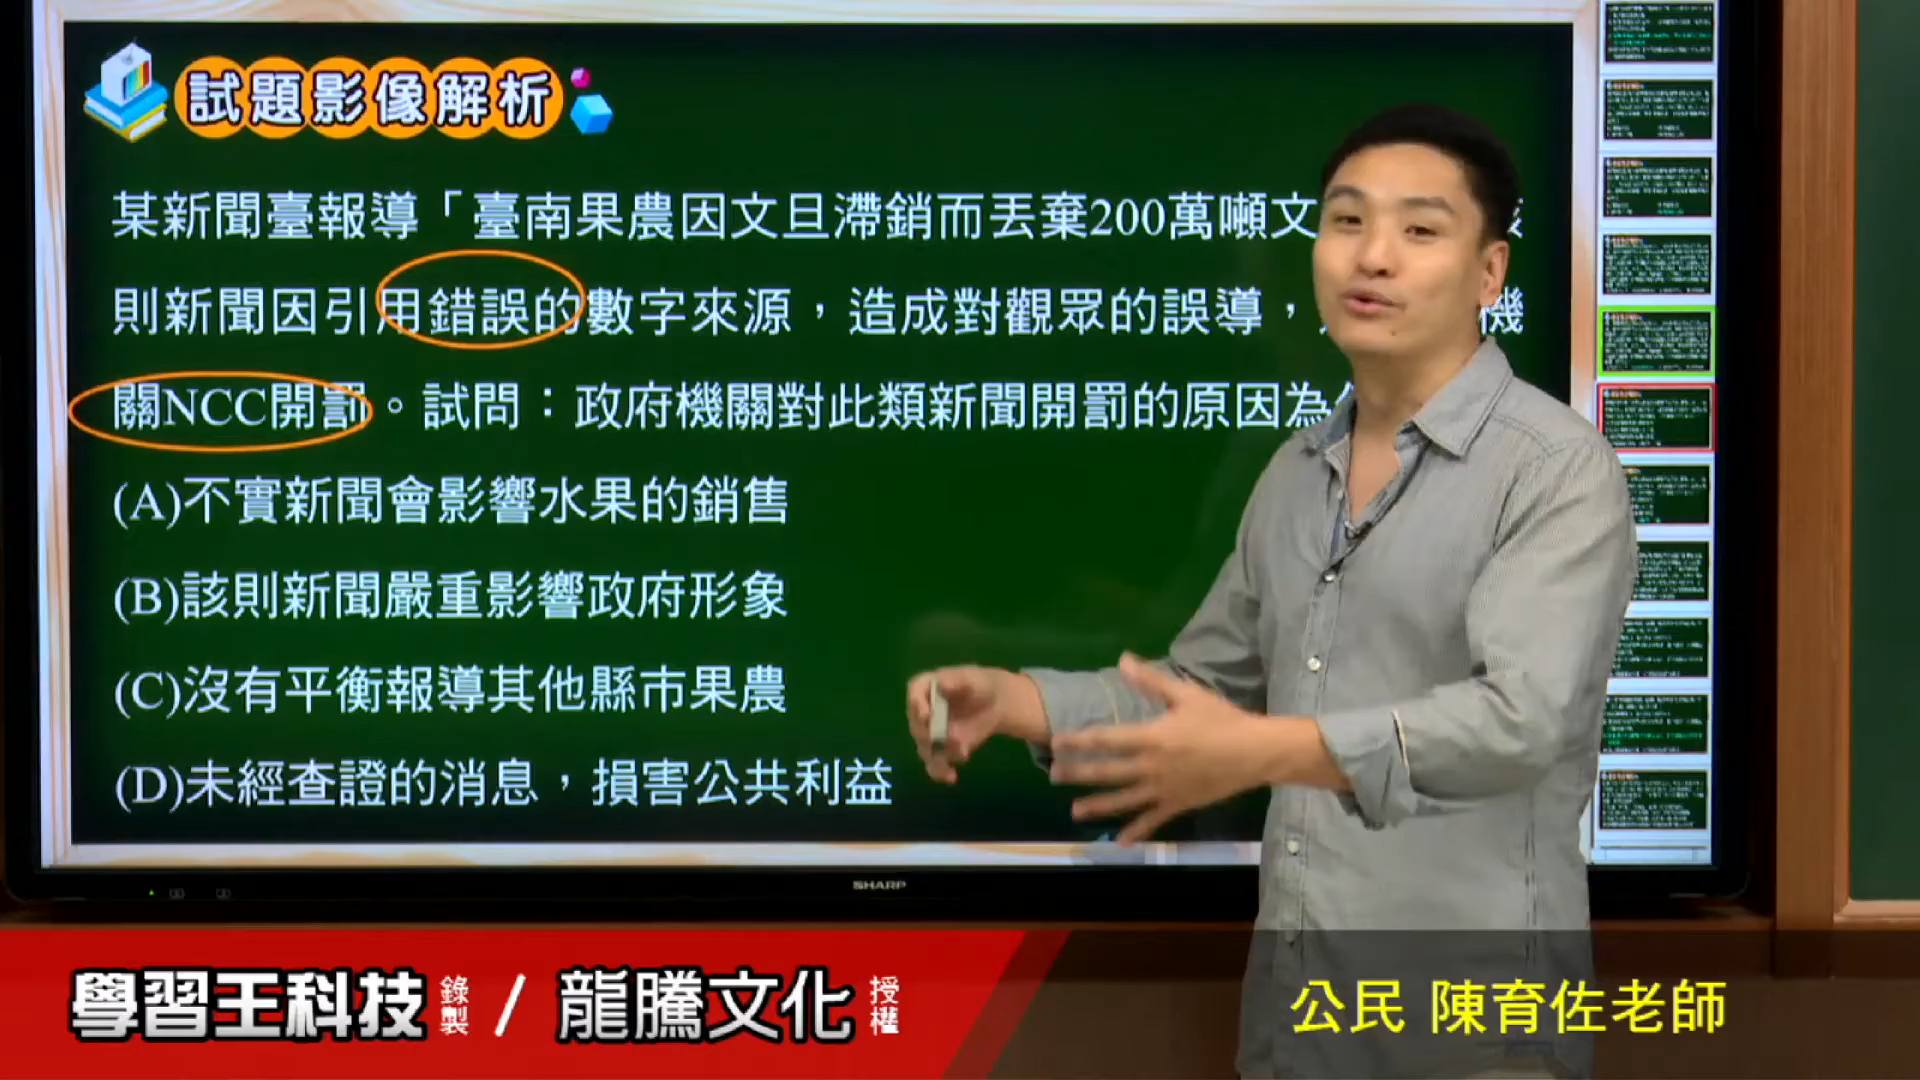 試題影像解析
某新聞臺報導「臺南果農因文旦滯銷而丟棄200萬噸文
則新聞因引用錯誤的數字來源，造成對觀眾的誤導，
機
關NCC開罰。試問：政府機關對此類新聞開罰的原因為
(A)不實新聞會影響水果的銷售
(B)該則新聞嚴重影響政府形象
(C)沒有平衡報導其他縣市果農
(D)未經查證的消息，損害公共利益
SHARP
學習王科技 錄製 / 龍騰文化 授權
公民 陳育佐老師